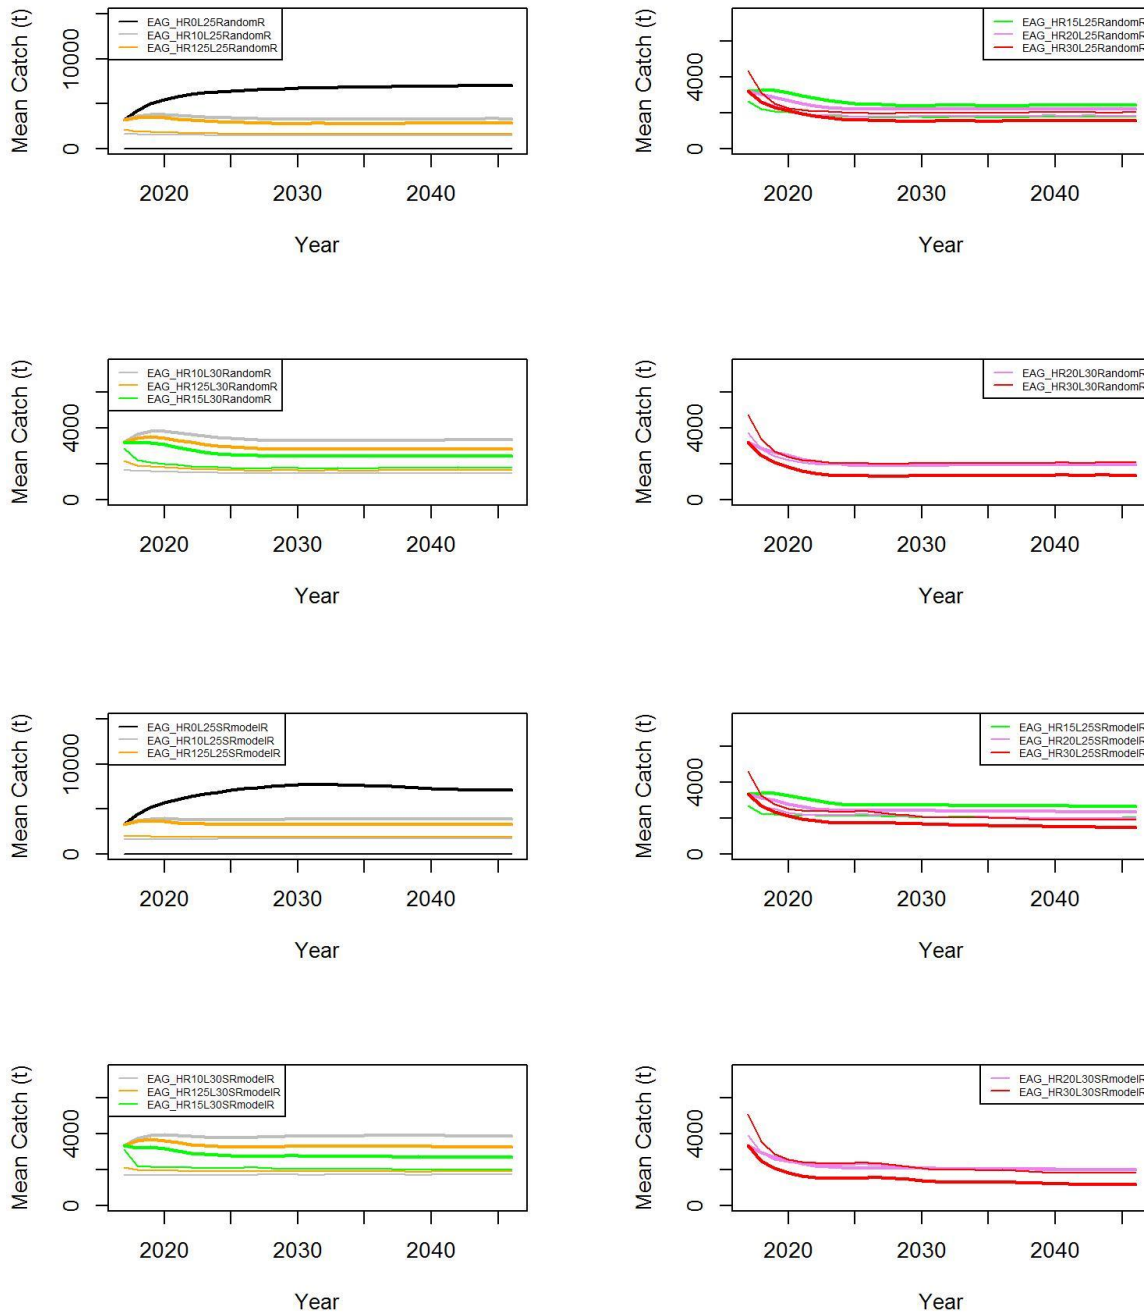 Mean Catch (t)
0 10000
EAG_HR0L25RandomR
EAG_HR10L25RandomR
EAG_HR125L25RandomR
2020 2030 2040
Year
Mean Catch (t)
0 4000
EAG_HR15L25RandomR
EAG_HR20L25RandomR
EAG_HR30L25RandomR
2020 2030 2040
Year
Mean Catch (t)
0 4000
EAG_HR10L30RandomR
EAG_HR125L30RandomR
EAG_HR15L30RandomR
2020 2030 2040
Year
Mean Catch (t)
0 4000
EAG_HR20L30RandomR
EAG_HR30L30RandomR
2020 2030 2040
Year
Mean Catch (t)
0 10000
EAG_HR0L25SRmodelR
EAG_HR10L25SRmodelR
EAG_HR125L25SRmodelR
2020 2030 2040
Year
Mean Catch (t)
0 4000
EAG_HR15L25SRmodelR
EAG_HR20L25SRmodelR
EAG_HR30L25SRmodelR
2020 2030 2040
Year
Mean Catch (t)
0 4000
EAG_HR10L30SRmodelR
EAG_HR125L30SRmodelR
EAG_HR15L30SRmodelR
2020 2030 2040
Year
Mean Catch (t)
0 4000
EAG_HR20L30SRmodelR
EAG_HR30L30SRmodelR
2020 2030 2040
Year